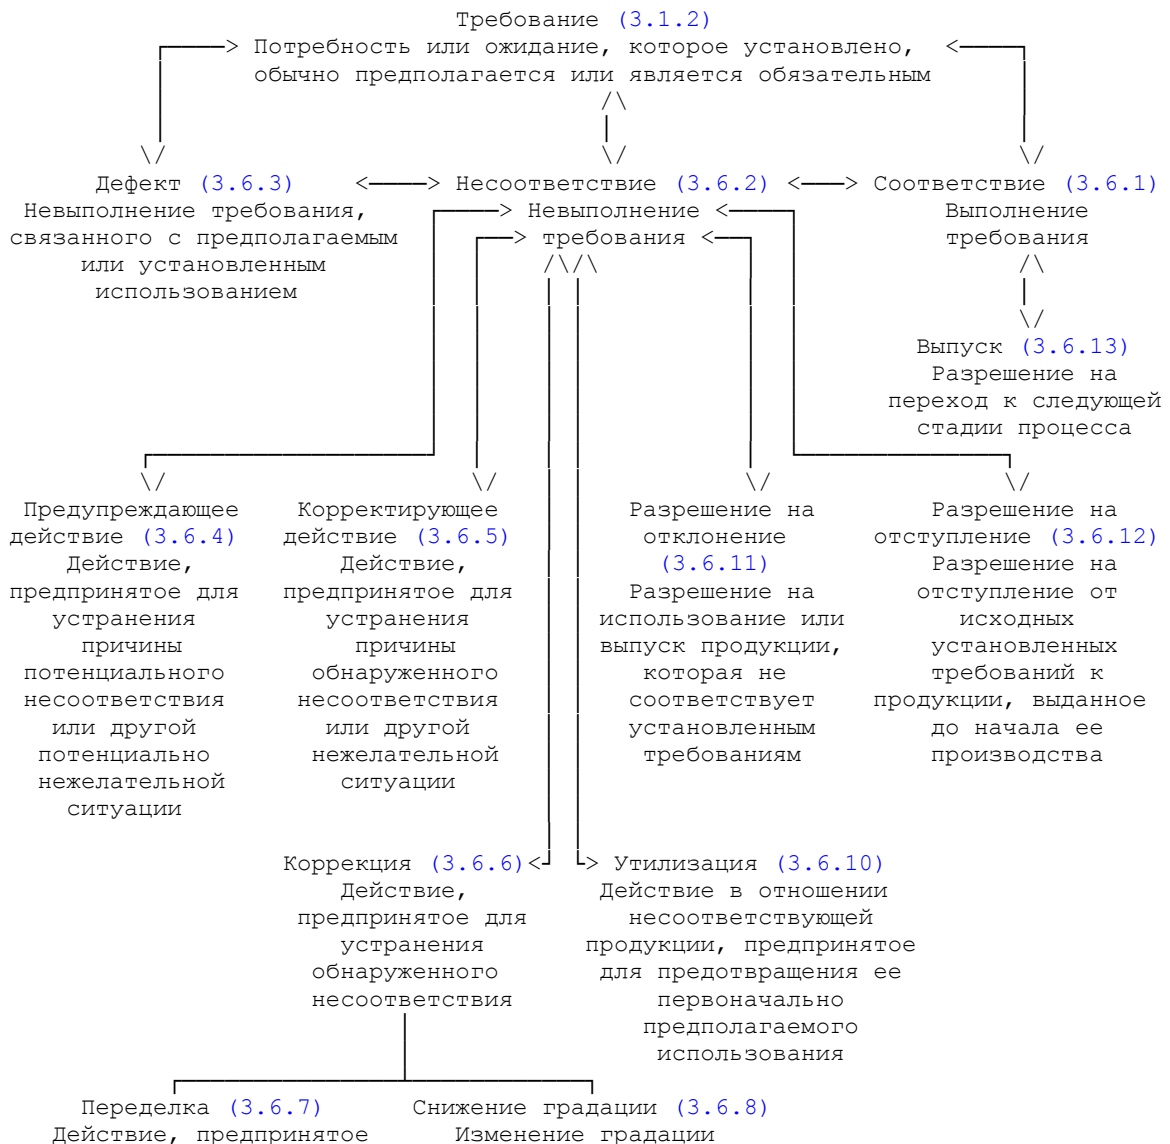 Требование (3.1.2)
Потребность или ожидание, которое установлено,
обычно предполагается или является обязательным
Дефект (3.6.3)
Невыполнение требования,
связанного с предполагаемым
или установленным
использованием
Несоответствие (3.6.2)
Невыполнение
требования
Соответствие (3.6.1)
Выполнение
требования
Выпуск (3.6.13)
Разрешение на
переход к следующей
стадии процесса
Предупреждающее
действие (3.6.4)
Действие,
предпринятое для
устранения
причины
потенциального
несоответствия
или другой
потенциально
нежелательной
ситуации
Корректирующее
действие (3.6.5)
Действие,
предпринятое для
устранения
причины
обнаруженного
несоответствия
или другой
нежелательной
ситуации
Разрешение на
отклонение
(3.6.11)
Разрешение на
использование или
выпуск продукции,
которая не
соответствует
установленным
требованиям
Разрешение на
отступление (3.6.12)
Разрешение на
отступление от
исходных
установленных
требований к
продукции, выданное
до начала ее
производства
Коррекция (3.6.6)
Действие,
предпринятое для
устранения
обнаруженного
несоответствия
Утилизация (3.6.10)
Действие в отношении
несоответствующей
продукции, предпринятое
для предотвращения ее
первоначально
предполагаемого
использования
Переделка (3.6.7)
Действие, предпринятое
Снижение градации (3.6.8)
Изменение градации